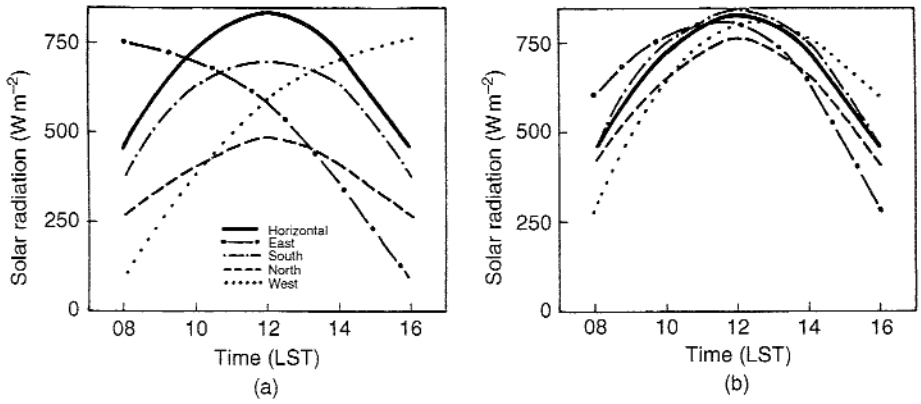 750
500
250
0
Solar radiation (W m⁻²)
Horizontal
East
South
North
West
08 10 12 14 16
Time (LST)
(a)
750
500
250
0
Solar radiation (W m⁻²)
08 10 12 14 16
Time (LST)
(b)